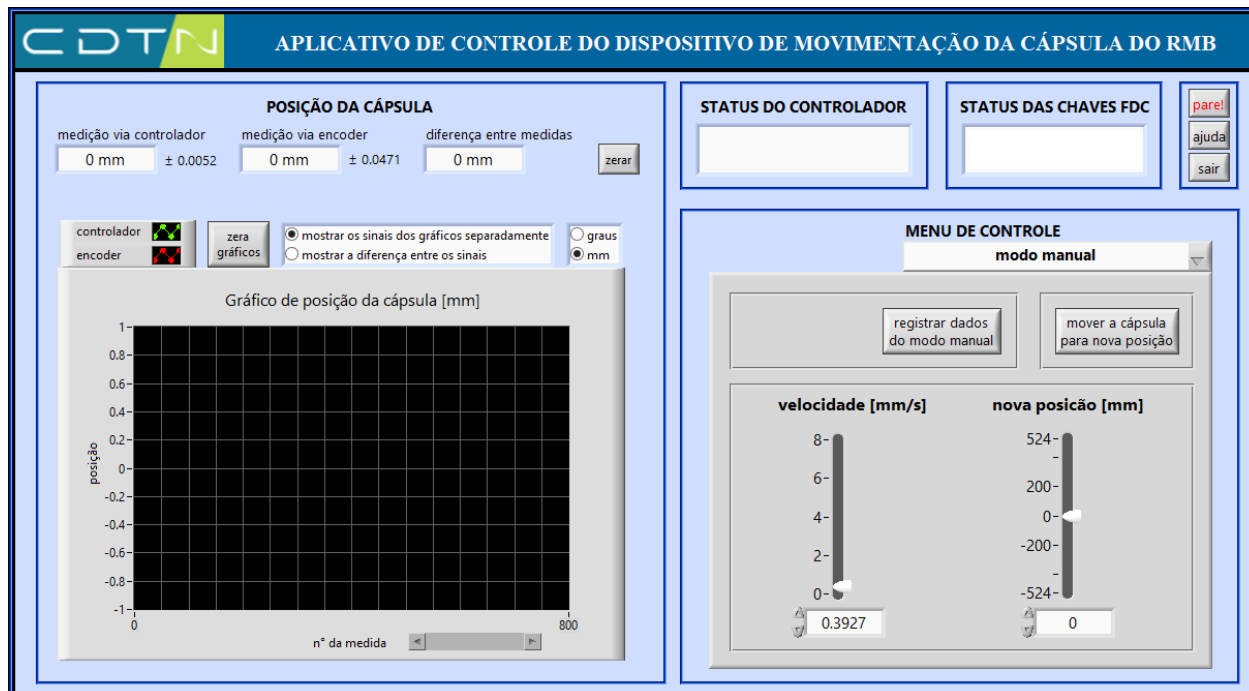 CDTN
APLICATIVO DE CONTROLE DO DISPOSITIVO DE MOVIMENTAÇÃO DA CÁPSULA DO RMB
POSIÇÃO DA CÁPSULA
medição via controlador
0 mm
± 0.0052
medição via encoder
0 mm
± 0.0471
diferença entre medidas
0 mm
zerar
controlador
encoder
zera
gráficos
mostrar os sinais dos gráficos separadamente
mostrar a diferença entre os sinais
graus
mm
Gráfico de posição da cápsula [mm]
posição
1
0.8
0.6
0.4
0.2
0
-0.2
-0.4
-0.6
-0.8
-1
0
800
n° da medida
STATUS DO CONTROLADOR
STATUS DAS CHAVES FDC
pare!
ajuda
sair
MENU DE CONTROLE
modo manual
registrar dados
do modo manual
mover a cápsula
para nova posição
velocidade [mm/s]
8
6
4
2
0
0.3927
nova posicão [mm]
524
200
0
-200
-524
0